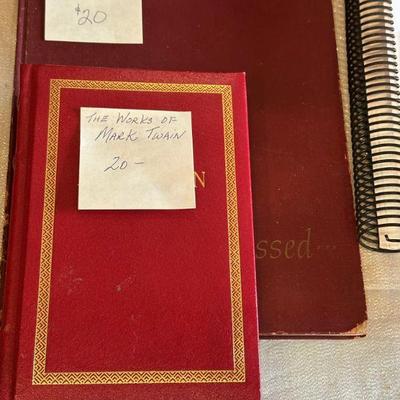 $20
THE WORKS OF
MARK TWAIN
20-
N
ssed...